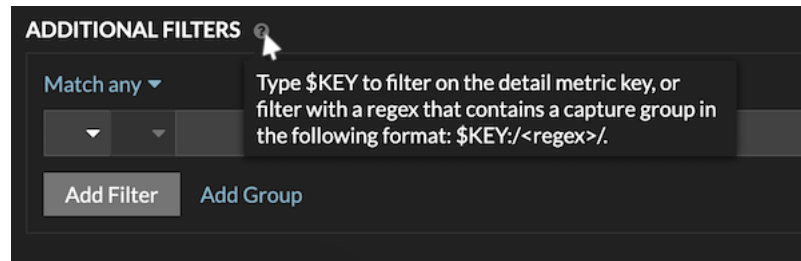 ADDITIONAL FILTERS ?
Match any
Type $KEY to filter on the detail metric key, or
filter with a regex that contains a capture group in
the following format: $KEY:/<regex>/.
Add Filter Add Group